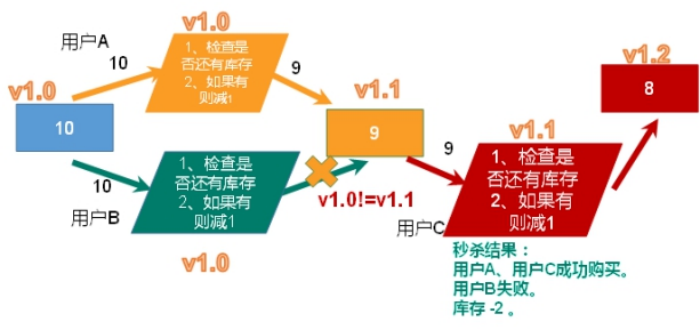 v1.0
用户A
10
1、检查是
否还有库存
2、如果有
则减1
9
v1.0
10
v1.1
9
v1.2
8
10
用户B
1、检查是
否还有库存
2、如果有
则减1
v1.0
v1.0!=v1.1
9
用户C
v1.1
1、检查是
否还有库存
2、如果有
则减1
秒杀结果：
用户A、用户C成功购买。
用户B失败。
库存 -2 。